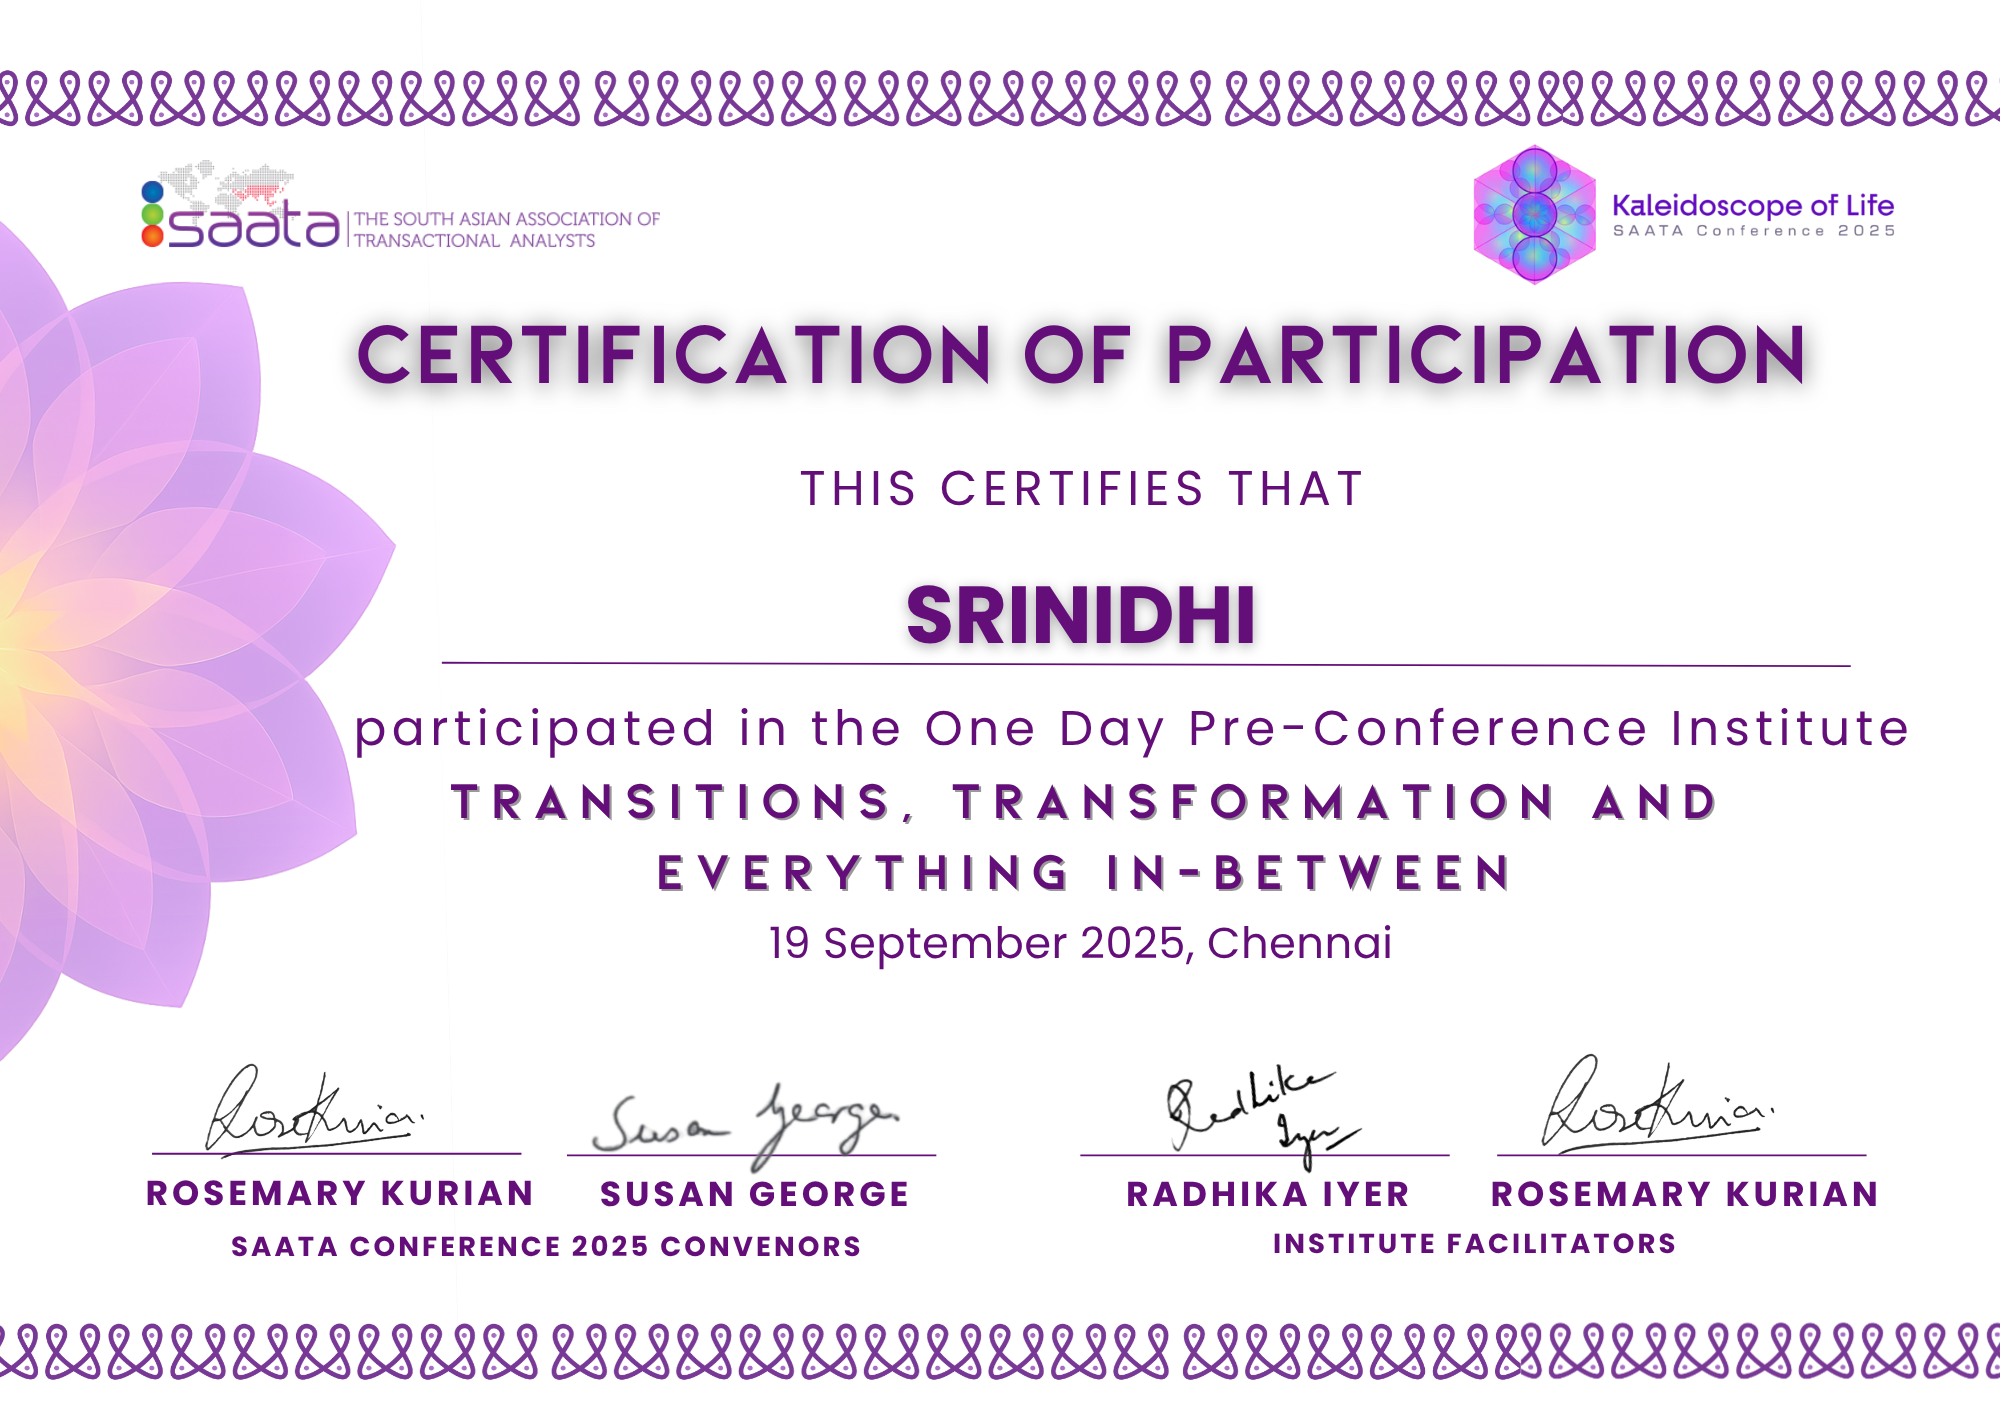 saata
THE SOUTH ASIAN ASSOCIATION OF
TRANSACTIONAL ANALYSTS
Kaleidoscope of Life
SAATA Conference 2025
CERTIFICATION OF PARTICIPATION
THIS CERTIFIES THAT
SRINIDHI
participated in the One Day Pre-Conference Institute
TRANSITIONS, TRANSFORMATION AND
EVERYTHING IN-BETWEEN
19 September 2025, Chennai
RoseKurian.
Susan George
Radhika
Iyer
RoseKurian.
ROSEMARY KURIAN
SUSAN GEORGE
RADHIKA IYER
ROSEMARY KURIAN
SAATA CONFERENCE 2025 CONVENORS
INSTITUTE FACILITATORS